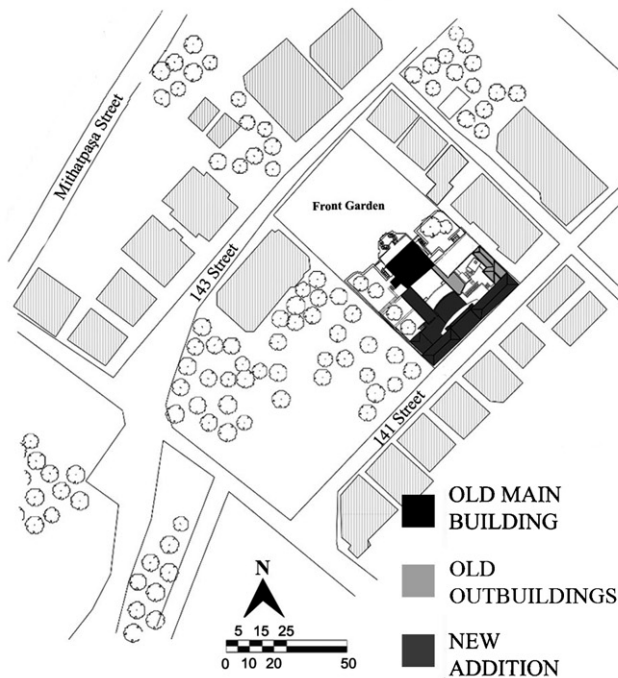 Mithatpaşa Street
Front Garden
143 Street
141 Street
OLD MAIN
BUILDING
OLD
OUTBUILDINGS
NEW
ADDITION
N
5 15 25
0 10 20 50